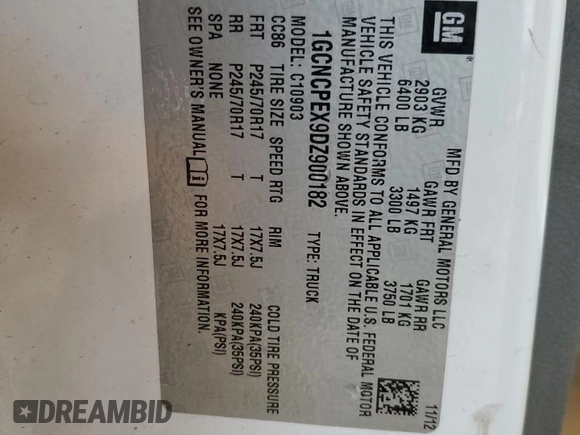 GM
MFD BY GENERAL MOTORS LLC 11/12
GVWR GAWR FRT GAWR RR
2903 KG 1497 KG 1701 KG
6400 LB 3300 LB 3750 LB
THIS VEHICLE CONFORMS TO ALL APPLICABLE U.S. FEDERAL MOTOR
VEHICLE SAFETY STANDARDS IN EFFECT ON THE DATE OF
MANUFACTURE SHOWN ABOVE.
1GCNCPEX9DZ900182 TYPE: TRUCK
MODEL: C10903
CC86 TIRE SIZE SPEED RTG RIM COLD TIRE PRESSURE
FRT P245/70R17 T 17X7.5J 240KPA(35PSI)
RR P245/70R17 T 17X7.5J 240KPA(35PSI)
SPA NONE 17X7.5J KPA(PSI)
SEE OWNER'S MANUAL i FOR MORE INFORMATION.
DREAMBID